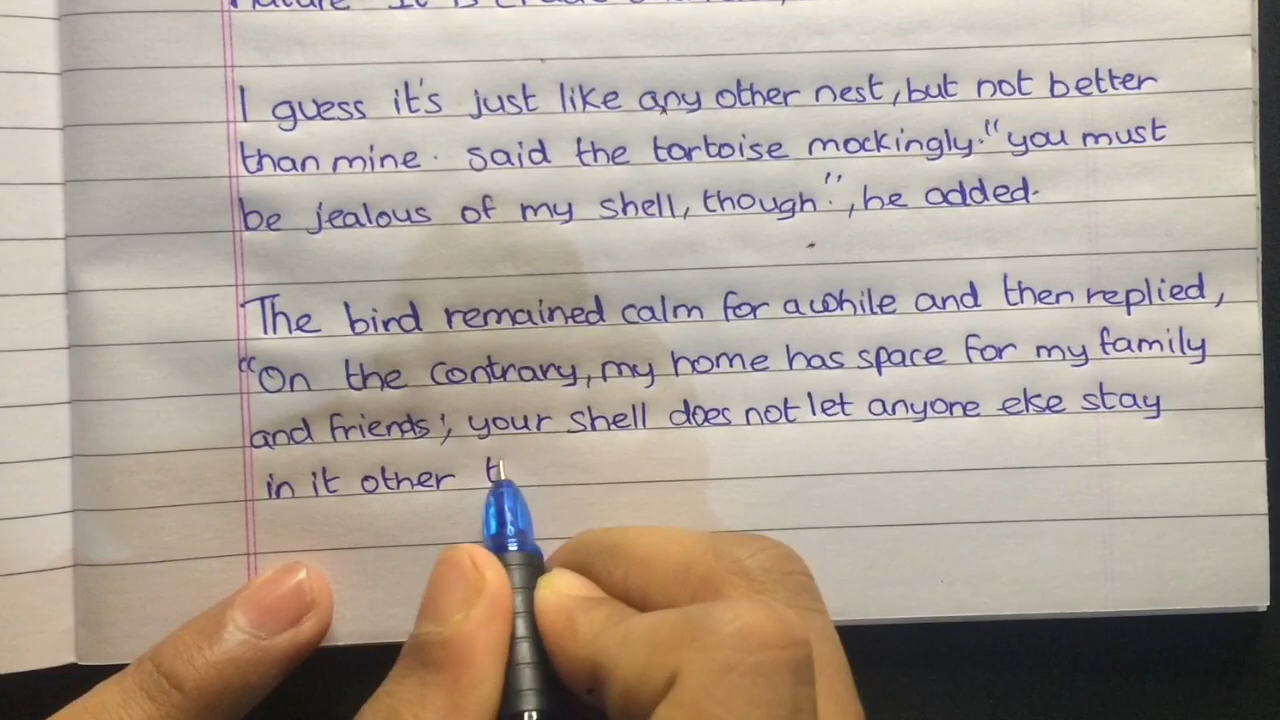 I guess it's just like any other nest, but not better
than mine. said the tortoise mockingly. "you must
be jealous of my shell, though.", he added.
The bird remained calm for a while and then replied,
"On the contrary, my home has space for my family
and friends; your shell does not let anyone else stay
in it other t